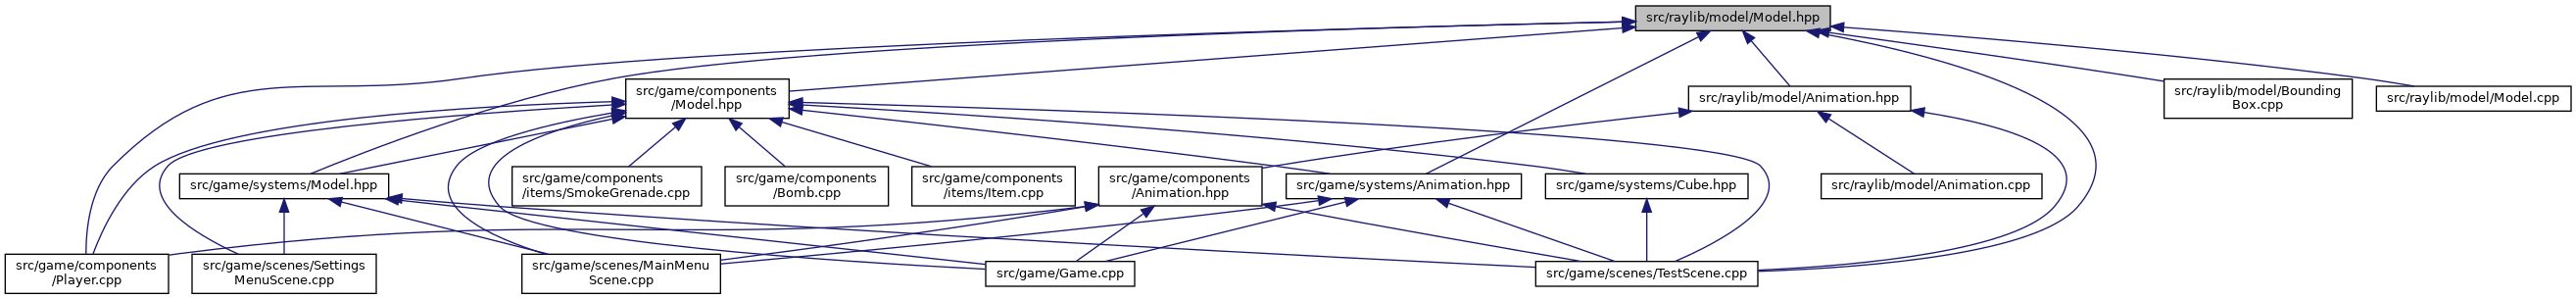 src/raylib/model/Model.hpp
src/game/components
/Model.hpp
src/raylib/model/Animation.hpp
src/raylib/model/Bounding
Box.cpp
src/raylib/model/Model.cpp
src/game/systems/Model.hpp
src/game/components
/items/SmokeGrenade.cpp
src/game/components
/Bomb.cpp
src/game/components
/items/Item.cpp
src/game/components
/Animation.hpp
src/game/systems/Animation.hpp
src/game/systems/Cube.hpp
src/raylib/model/Animation.cpp
src/game/components
/Player.cpp
src/game/scenes/Settings
MenuScene.cpp
src/game/scenes/MainMenu
Scene.cpp
src/game/Game.cpp
src/game/scenes/TestScene.cpp